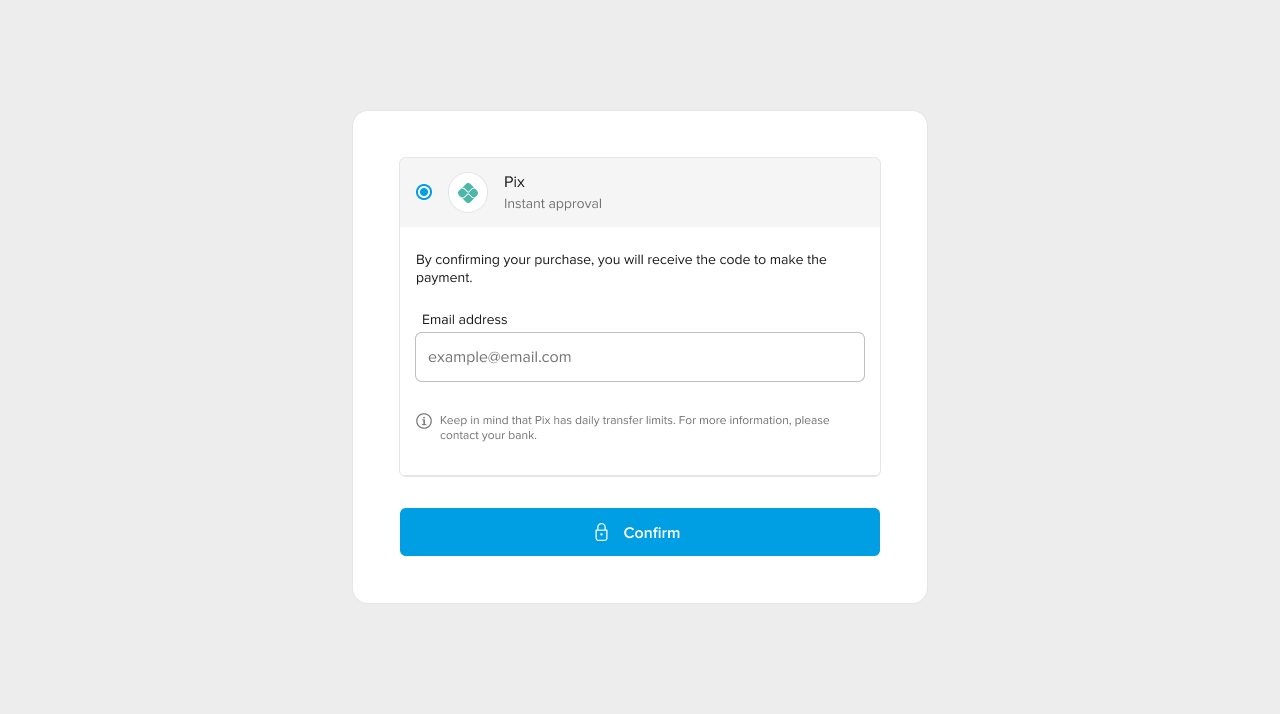 Pix
Instant approval
By confirming your purchase, you will receive the code to make the
payment.
Email address
example@email.com
Keep in mind that Pix has daily transfer limits. For more information, please
contact your bank.
Confirm